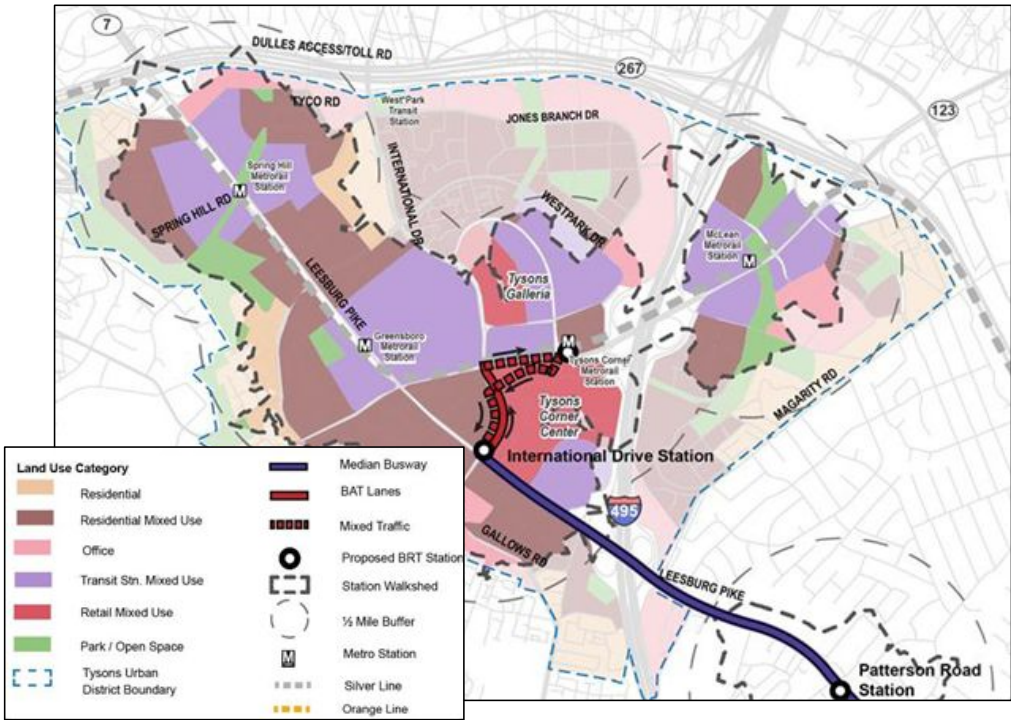 7
DULLES ACCESS/TOLL RD
267
123
TYCO RD
West*Park
Transit
Station
JONES BRANCH DR
INTERNATIONAL DR
WESTPARK DR
Spring Hill
Metrorail
Station
M
SPRING HILL RD
McLean
Metrorail
Station
M
LEESBURG PIKE
Tysons
Galleria
Greensboro
Metrorail
Station
M
M
Tysons Corner
Metrorail
Station
Tysons
Corner
Center
MAGARITY RD
International Drive Station
495
GALLOWS RD
LEESBURG PIKE
Patterson Road
Station
Land Use Category
Residential
Residential Mixed Use
Office
Transit Stn. Mixed Use
Retail Mixed Use
Park / Open Space
Tysons Urban
District Boundary
Median Busway
BAT Lanes
Mixed Traffic
Proposed BRT Station
Station Walkshed
½ Mile Buffer
M
Metro Station
Silver Line
Orange Line